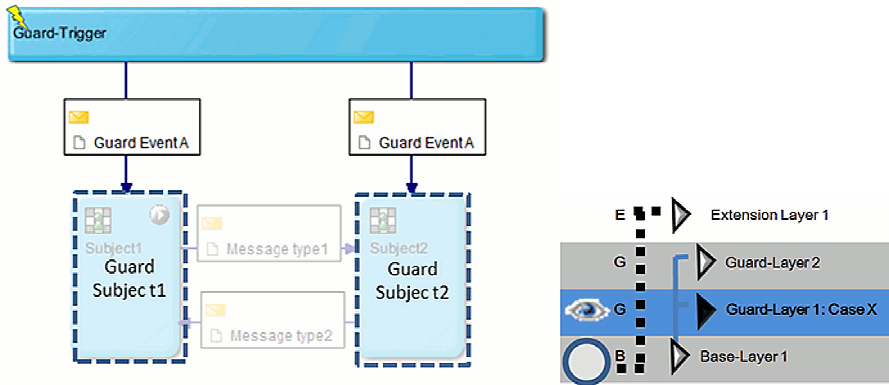 Guard-Trigger
Guard Event A
Guard Event A
Subject1
Guard
Subjec t1
Message type1
Message type2
Subject2
Guard
Subjec t2
E Extension Layer 1
G Guard-Layer 2
G Guard-Layer 1: Case X
B Base-Layer 1